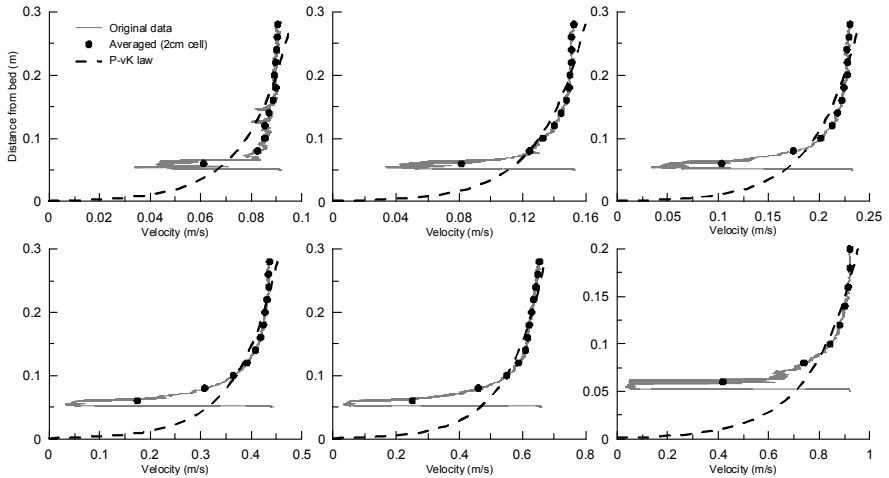 Original data
Averaged (2cm cell)
P-vK law
Distance from bed (m)
0.3
0.2
0.1
0
0 0.02 0.04 0.06 0.08 0.1
Velocity (m/s)
0.3
0.2
0.1
0
0 0.04 0.08 0.12 0.16
Velocity (m/s)
0.3
0.2
0.1
0
0 0.05 0.1 0.15 0.2 0.25
Velocity (m/s)
0.3
0.2
0.1
0
0 0.1 0.2 0.3 0.4 0.5
Velocity (m/s)
0.3
0.2
0.1
0
0 0.2 0.4 0.6 0.8
Velocity (m/s)
0.2
0.15
0.1
0.05
0
0 0.2 0.4 0.6 0.8 1
Velocity (m/s)